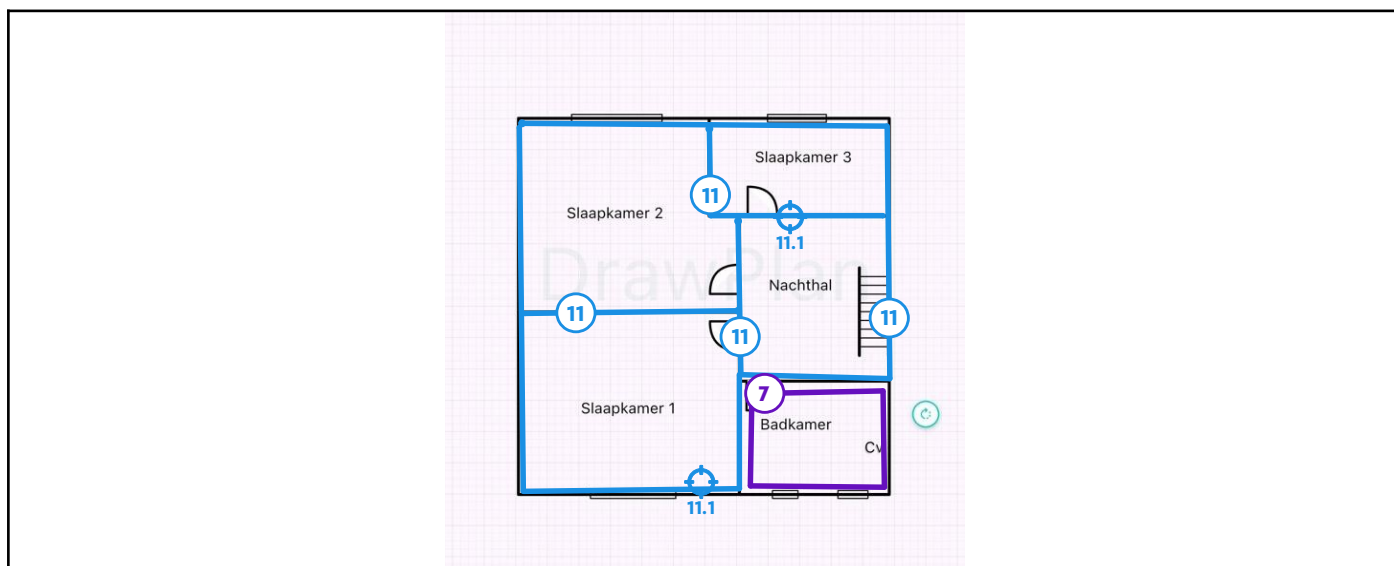 Slaapkamer 3
11
Slaapkamer 2
11.1
DrawPlan
Nachthal
11
11
11
7
Slaapkamer 1
Badkamer
Cv
11.1